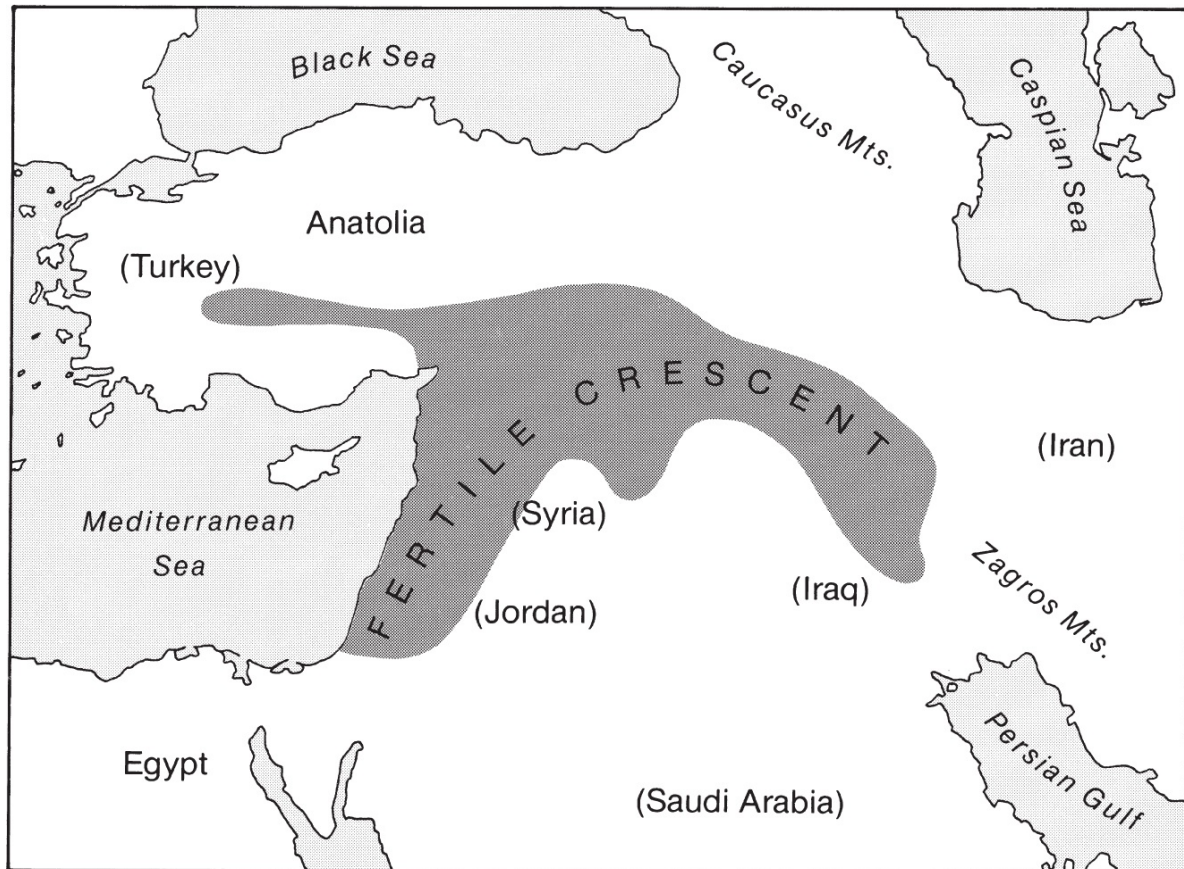 Black Sea
Caucasus Mts.
Caspian Sea
Anatolia
(Turkey)
FERTILE CRESCENT
(Iran)
Mediterranean
Sea
(Syria)
(Jordan)
(Iraq)
Zagros Mts.
Egypt
(Saudi Arabia)
Persian Gulf